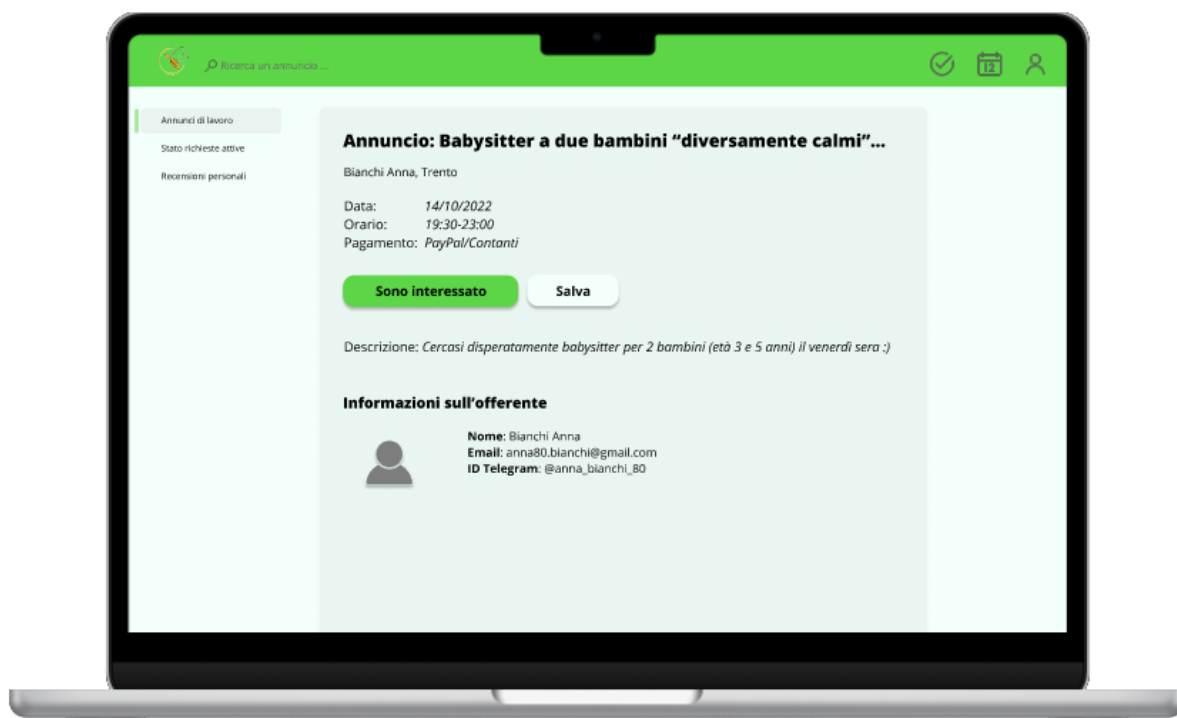 Ricerca un annuncio ...
12
Annunci di lavoro
Stato richieste attive
Recensioni personali
Annuncio: Babysitter a due bambini “diversamente calmi”...
Bianchi Anna, Trento
Data: 14/10/2022
Orario: 19:30-23:00
Pagamento: PayPal/Contanti
Sono interessato
Salva
Descrizione: Cercasi disperatamente babysitter per 2 bambini (età 3 e 5 anni) il venerdì sera :)
Informazioni sull’offerente
Nome: Bianchi Anna
Email: anna80.bianchi@gmail.com
ID Telegram: @anna_bianchi_80